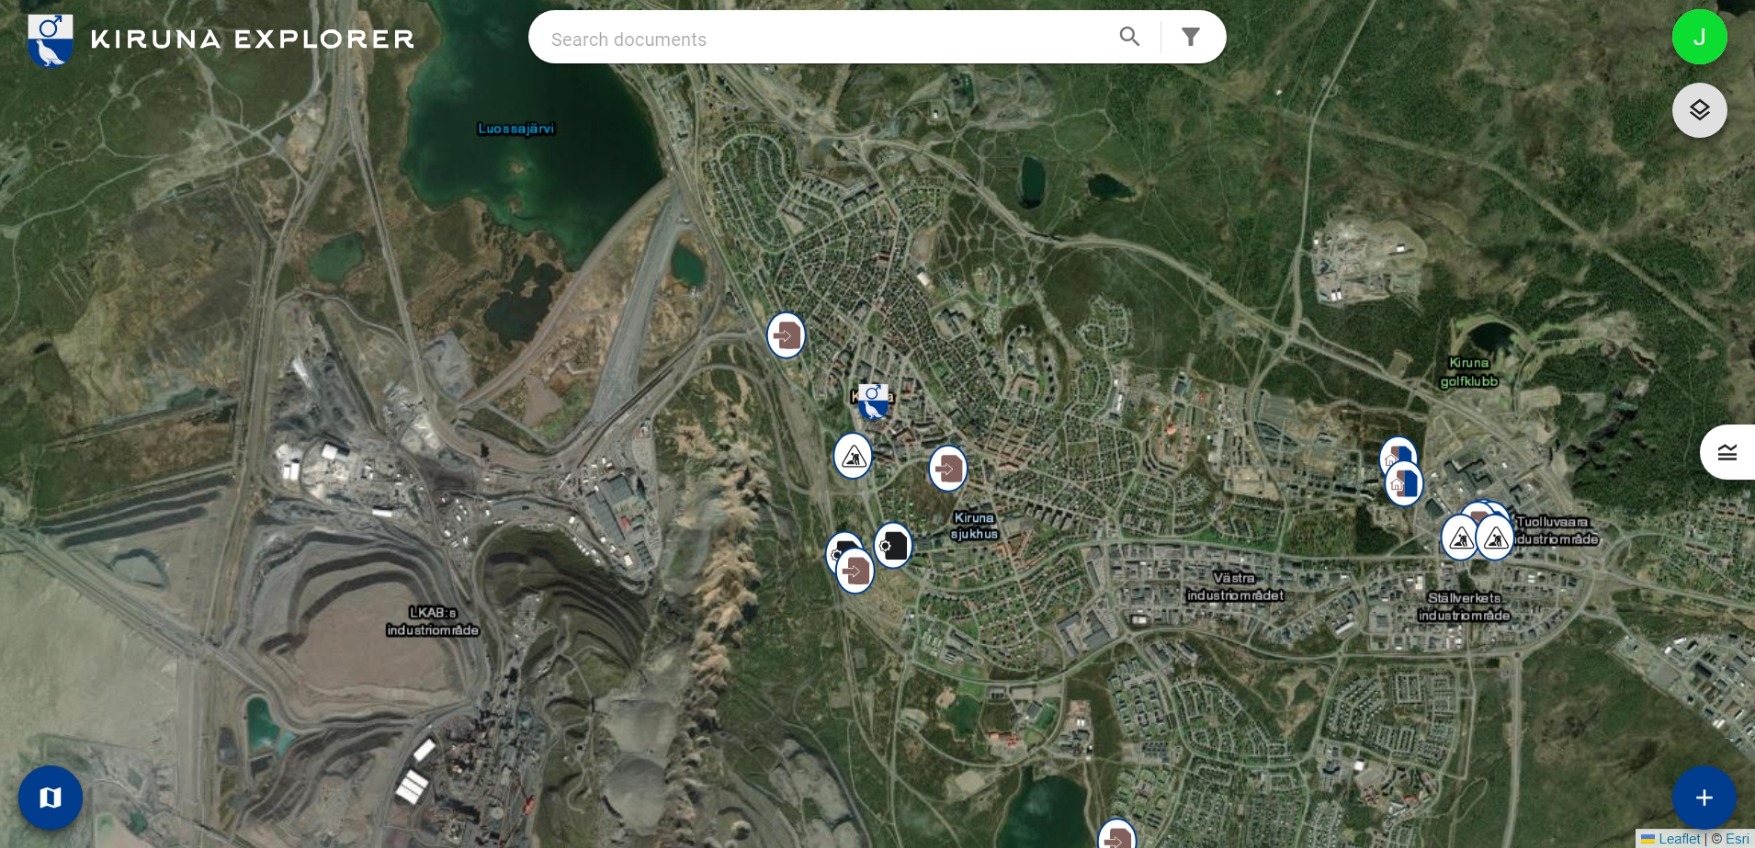 KIRUNA EXPLORER
Search documents
J
Luossajärvi
Kiruna
golfklubb
Kiruna
sjukhus
Tuolluvaara
industriområde
Västra
industriområdet
Ställverkets
industriområde
LKAB:s
industriområde
Leaflet | © Esri